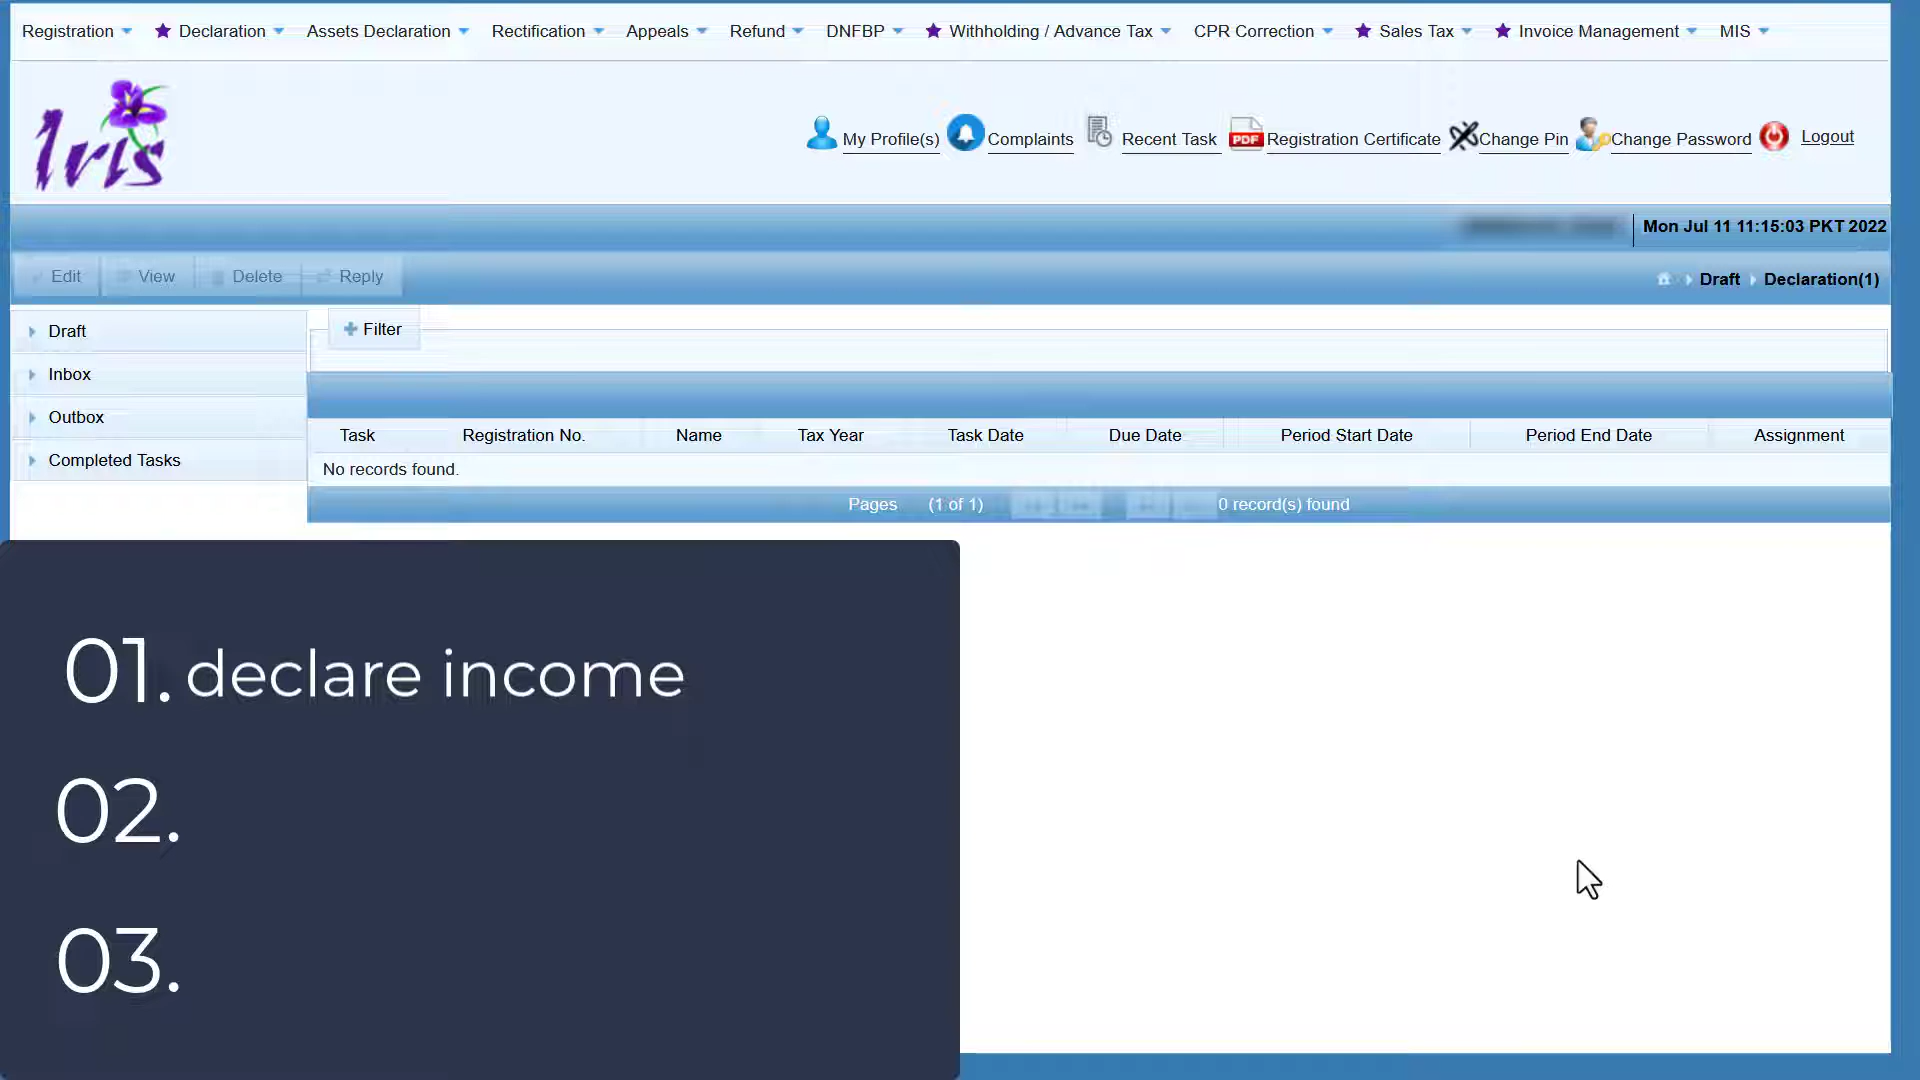 Registration Declaration Assets Declaration Rectification Appeals Refund DNFBP Withholding / Advance Tax CPR Correction Sales Tax Invoice Management MIS
Iris
My Profile(s) Complaints Recent Task PDF Registration Certificate Change Pin Change Password Logout
Mon Jul 11 11:15:03 PKT 2022
Edit View Delete Reply
Draft Declaration(1)
Draft
Inbox
Outbox
Completed Tasks
Filter
Task Registration No. Name Tax Year Task Date Due Date Period Start Date Period End Date Assignment
No records found.
Pages (1 of 1) 0 record(s) found
01. declare income
02.
03.